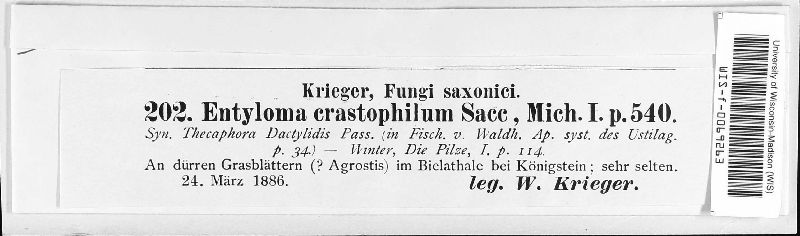 Krieger, Fungi saxonici.
202. Entyloma crastophilum Sacc, Mich. I. p. 540.
Syn. Thecaphora Dactylidis Pass. (in Fisch. v. Waldh. Ap. syst. des Ustilag.
p. 34.) — Winter, Die Pilze, I. p. 114.
An dürren Grasblättern (? Agrostis) im Bielathale bei Königstein; sehr selten.
24. März 1886.
leg. W. Krieger.
University of Wisconsin-Madison (WIS)
WIS-f-0069263